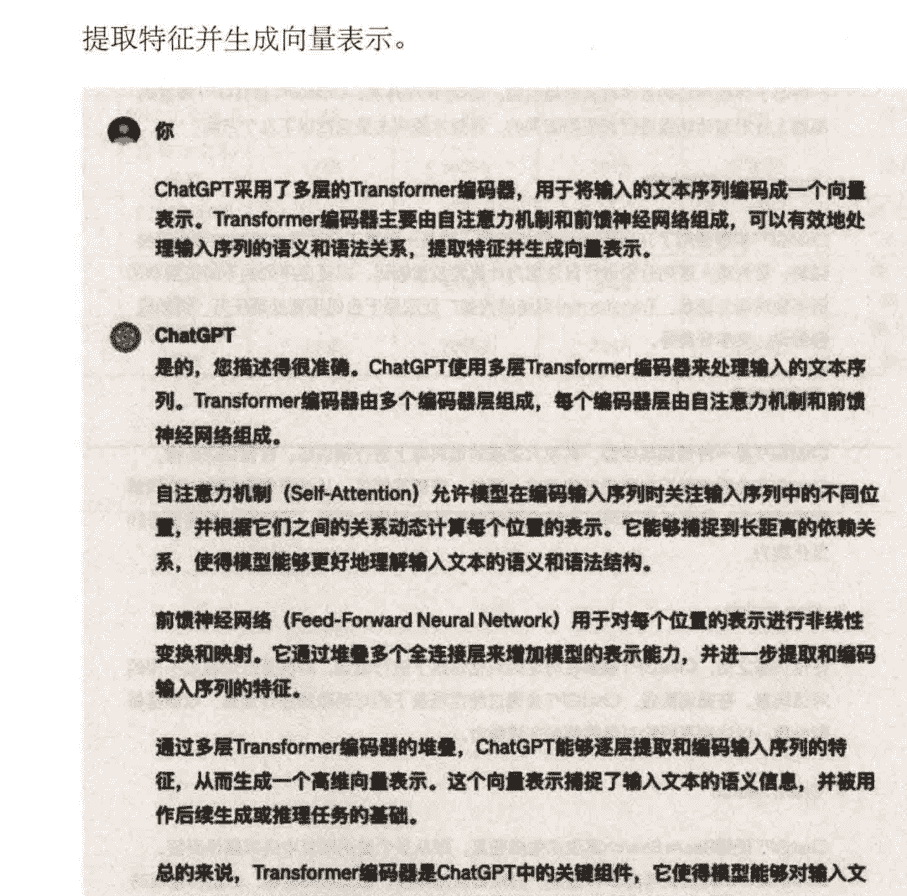 提取特征并生成向量表示。
你
ChatGPT采用了多层的Transformer编码器，用于将输入的文本序列编码成一个向量
表示。Transformer编码器主要由自注意力机制和前馈神经网络组成，可以有效地处
理输入序列的语义和语法关系，提取特征并生成向量表示。
ChatGPT
是的，您描述得很准确。ChatGPT使用多层Transformer编码器来处理输入的文本序
列。Transformer编码器由多个编码器层组成，每个编码器层由自注意力机制和前馈
神经网络组成。
自注意力机制（Self-Attention）允许模型在编码输入序列时关注输入序列中的不同位
置，并根据它们之间的关系动态计算每个位置的表示。它能够捕捉到长距离的依赖关
系，使得模型能够更好地理解输入文本的语义和语法结构。
前馈神经网络（Feed-Forward Neural Network）用于对每个位置的表示进行非线性
变换和映射。它通过堆叠多个全连接层来增加模型的表示能力，并进一步提取和编码
输入序列的特征。
通过多层Transformer编码器的堆叠，ChatGPT能够逐层提取和编码输入序列的特
征，从而生成一个高维向量表示。这个向量表示捕捉了输入文本的语义信息，并被用
作后续生成或推理任务的基础。
总的来说，Transformer编码器是ChatGPT中的关键组件，它使得模型能够对输入文